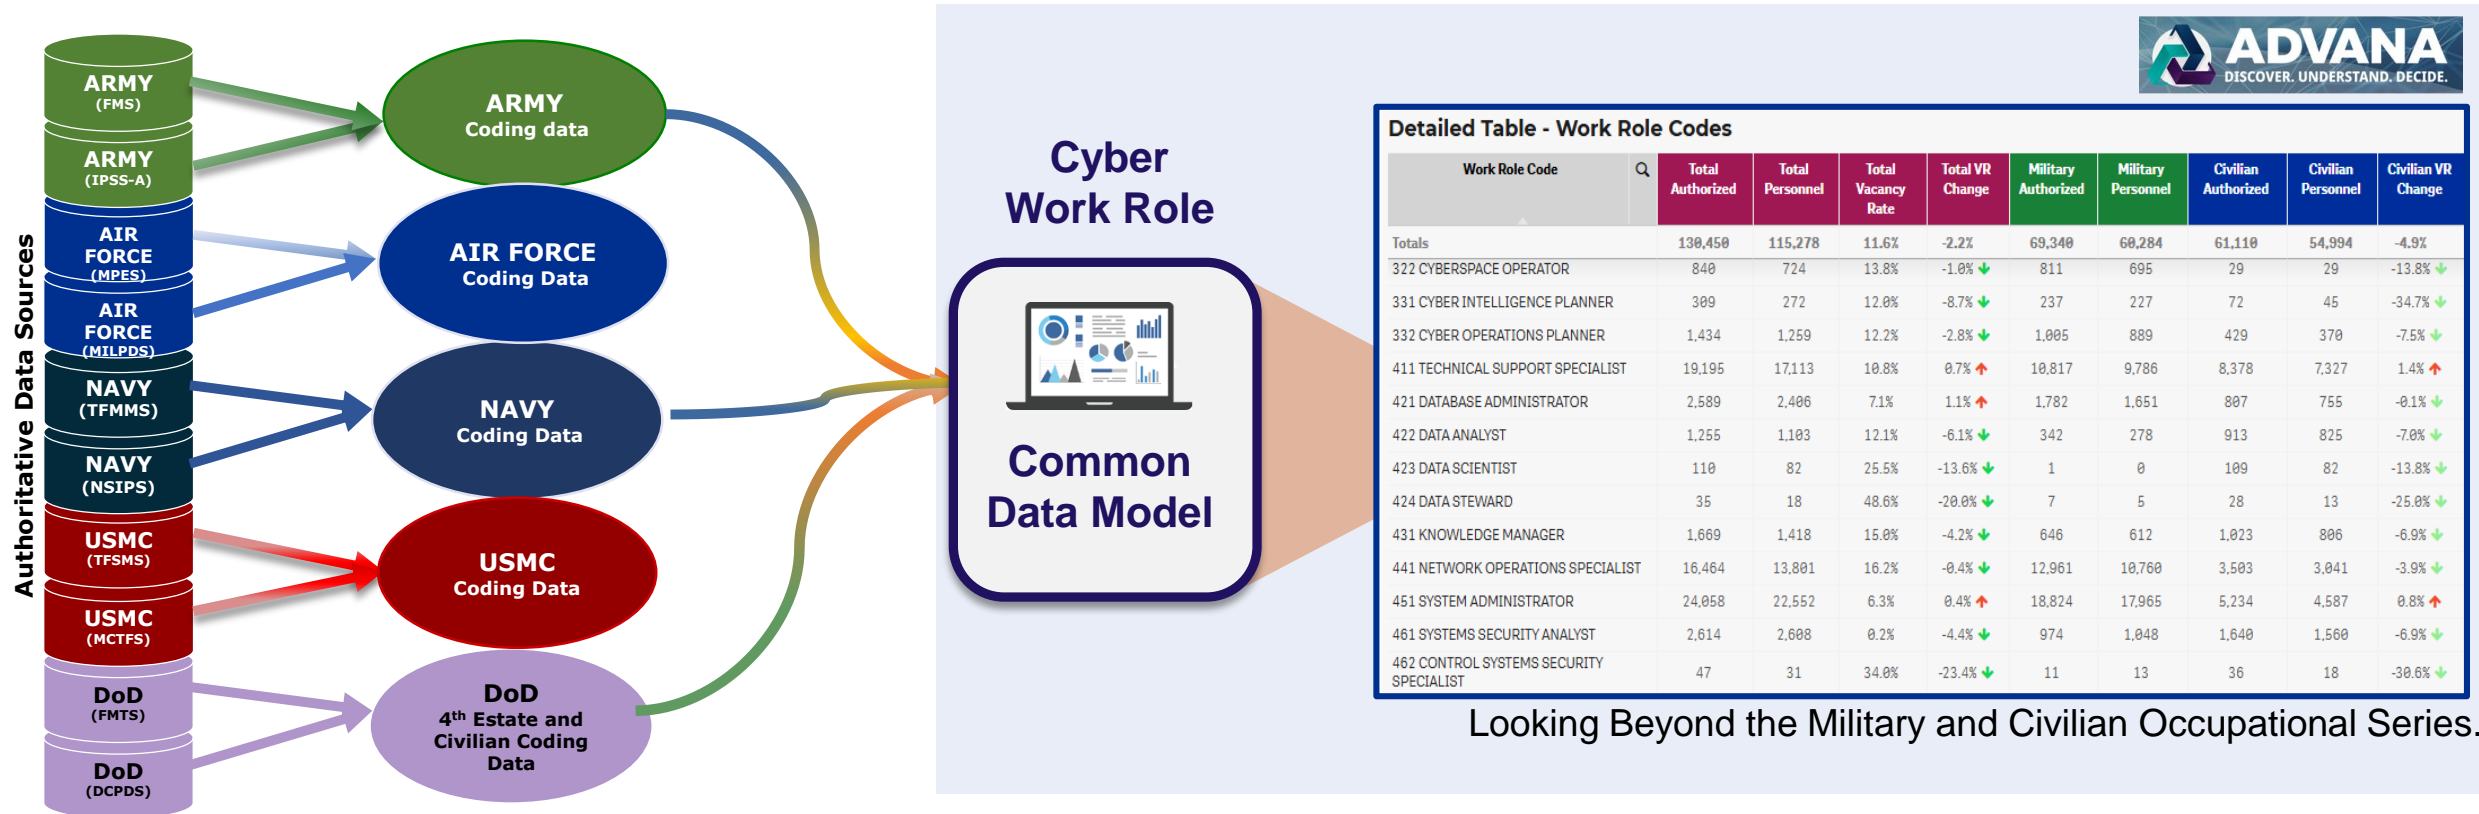 Authoritative Data Sources
ARMY
(FMS)
ARMY
(IPSS-A)
AIR
FORCE
(MPES)
AIR
FORCE
(MILPDS)
NAVY
(TFMMS)
NAVY
(NSIPS)
USMC
(TFSMS)
USMC
(MCTFS)
DoD
(FMTS)
DoD
(DCPDS)
ARMY
Coding data
AIR FORCE
Coding Data
NAVY
Coding Data
USMC
Coding Data
DoD
4th Estate and
Civilian Coding
Data
Cyber
Work Role
Common
Data Model
ADVANA
DISCOVER. UNDERSTAND. DECIDE.
Detailed Table - Work Role Codes
Work Role Code Total Authorized Total Personnel Total Vacancy Rate Total VR Change Military Authorized Military Personnel Civilian Authorized Civilian Personnel Civilian VR Change
Totals 130,450 115,278 11.6% -2.2% 69,340 60,284 61,110 54,994 -4.9%
322 CYBERSPACE OPERATOR 840 724 13.8% -1.0% 811 695 29 29 -13.8%
331 CYBER INTELLIGENCE PLANNER 309 272 12.0% -8.7% 237 227 72 45 -34.7%
332 CYBER OPERATIONS PLANNER 1,434 1,259 12.2% -2.8% 1,005 889 429 370 -7.5%
411 TECHNICAL SUPPORT SPECIALIST 19,195 17,113 10.8% 0.7% 10,817 9,786 8,378 7,327 1.4%
421 DATABASE ADMINISTRATOR 2,589 2,406 7.1% 1.1% 1,782 1,651 807 755 -0.1%
422 DATA ANALYST 1,255 1,103 12.1% -6.1% 342 278 913 825 -7.0%
423 DATA SCIENTIST 110 82 25.5% -13.6% 1 0 109 82 -13.8%
424 DATA STEWARD 35 18 48.6% -20.0% 7 5 28 13 -25.0%
431 KNOWLEDGE MANAGER 1,669 1,418 15.0% -4.2% 646 612 1,023 806 -6.9%
441 NETWORK OPERATIONS SPECIALIST 16,464 13,801 16.2% -0.4% 12,961 10,760 3,503 3,041 -3.9%
451 SYSTEM ADMINISTRATOR 24,058 22,552 6.3% 0.4% 18,824 17,965 5,234 4,587 0.8%
461 SYSTEMS SECURITY ANALYST 2,614 2,608 0.2% -4.4% 974 1,048 1,640 1,560 -6.9%
462 CONTROL SYSTEMS SECURITY SPECIALIST 47 31 34.0% -23.4% 11 13 36 18 -30.6%
Looking Beyond the Military and Civilian Occupational Series.